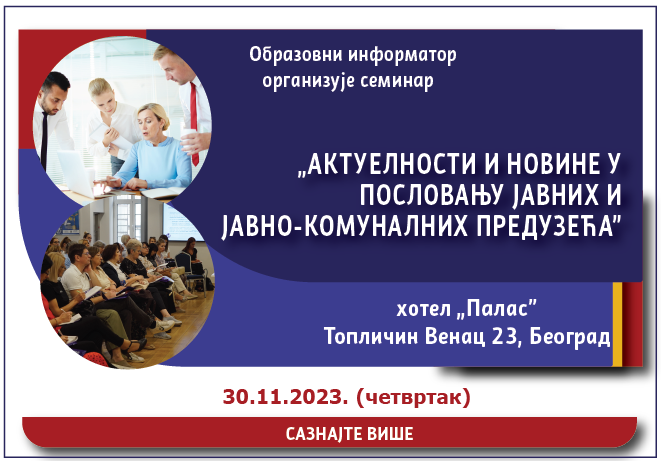 Образовни информатор
организује семинар
„АКТУЕЛНОСТИ И НОВИНЕ У
ПОСЛОВАЊУ ЈАВНИХ И
ЈАВНО-КОМУНАЛНИХ ПРЕДУЗЕЋА”
хотел „Палас”
Топличин Венац 23, Београд
30.11.2023. (четвртак)
САЗНАЈТЕ ВИШЕ